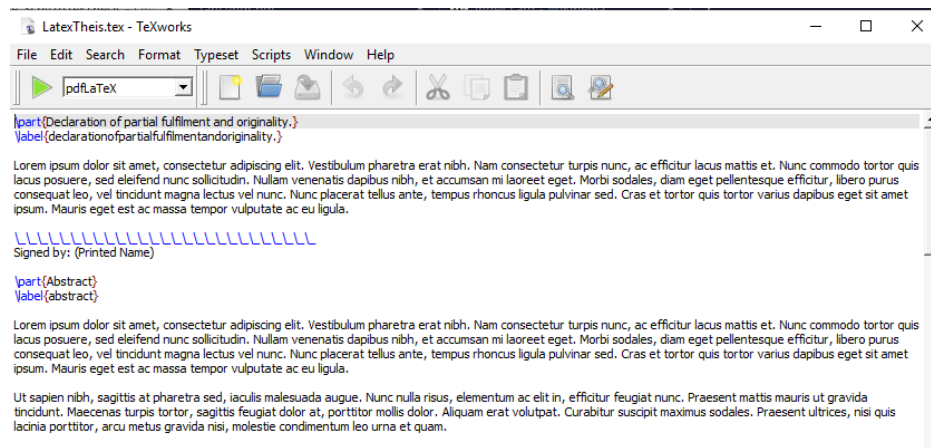 LatexTheis.tex - TeXworks
File Edit Search Format Typeset Scripts Window Help
pdfLaTeX
\part{Declaration of partial fulfilment and originality.}
\label{declarationofpartialfulfilmentandoriginality.}
Lorem ipsum dolor sit amet, consectetur adipiscing elit. Vestibulum pharetra erat nibh. Nam consectetur turpis nunc, ac efficitur lacus mattis et. Nunc commodo tortor quis
lacus posuere, sed eleifend nunc sollicitudin. Nullam venenatis dapibus nibh, et accumsan mi laoreet eget. Morbi sodales, diam eget pellentesque efficitur, libero purus
consequat leo, vel tincidunt magna lectus vel nunc. Nunc placerat tellus ante, tempus rhoncus ligula pulvinar sed. Cras et tortor quis tortor varius dapibus eget sit amet
ipsum. Mauris eget est ac massa tempor vulputate ac eu ligula.
\_\_\_\_\_\_\_\_\_\_\_\_\_\_\_\_\_\_\_\_\_\_\_\_\_\_\_
Signed by: (Printed Name)
\part{Abstract}
\label{abstract}
Lorem ipsum dolor sit amet, consectetur adipiscing elit. Vestibulum pharetra erat nibh. Nam consectetur turpis nunc, ac efficitur lacus mattis et. Nunc commodo tortor quis
lacus posuere, sed eleifend nunc sollicitudin. Nullam venenatis dapibus nibh, et accumsan mi laoreet eget. Morbi sodales, diam eget pellentesque efficitur, libero purus
consequat leo, vel tincidunt magna lectus vel nunc. Nunc placerat tellus ante, tempus rhoncus ligula pulvinar sed. Cras et tortor quis tortor varius dapibus eget sit amet
ipsum. Mauris eget est ac massa tempor vulputate ac eu ligula.
Ut sapien nibh, sagittis at pharetra sed, iaculis malesuada augue. Nunc nulla risus, elementum ac elit in, efficitur feugiat nunc. Praesent mattis mauris ut gravida
tincidunt. Maecenas turpis tortor, sagittis feugiat dolor at, porttitor mollis dolor. Aliquam erat volutpat. Curabitur suscipit maximus sodales. Praesent ultrices, nisi quis
lacinia porttitor, arcu metus gravida nisi, molestie condimentum leo urna et quam.